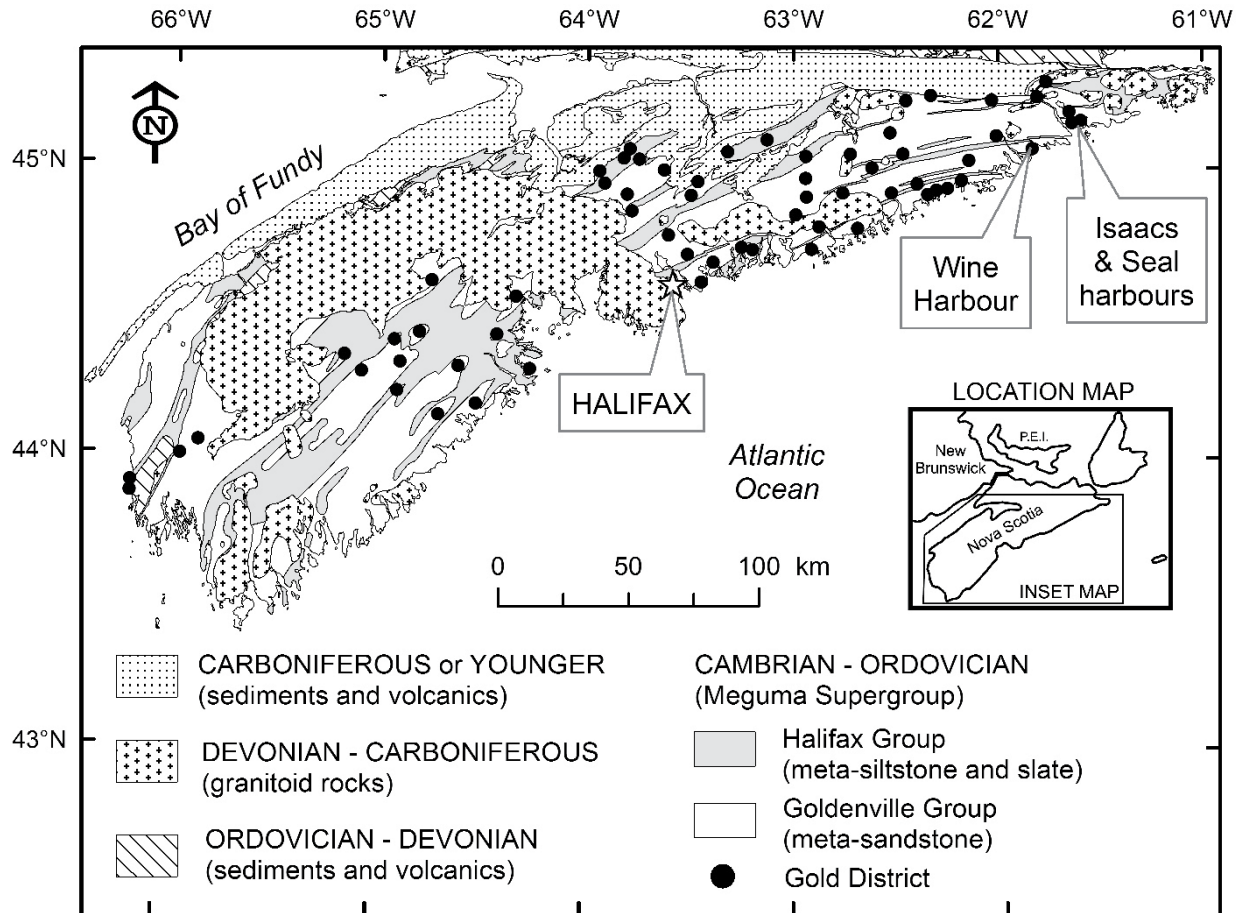 66°W 65°W 64°W 63°W 62°W 61°W
45°N
44°N
43°N
N
Bay of Fundy
Wine
Harbour
Isaacs
& Seal
harbours
HALIFAX
Atlantic
Ocean
0 50 100 km
LOCATION MAP
P.E.I.
New
Brunswick
Nova Scotia
INSET MAP
CARBONIFEROUS or YOUNGER
(sediments and volcanics)
DEVONIAN - CARBONIFEROUS
(granitoid rocks)
ORDOVICIAN - DEVONIAN
(sediments and volcanics)
CAMBRIAN - ORDOVICIAN
(Meguma Supergroup)
Halifax Group
(meta-siltstone and slate)
Goldenville Group
(meta-sandstone)
Gold District